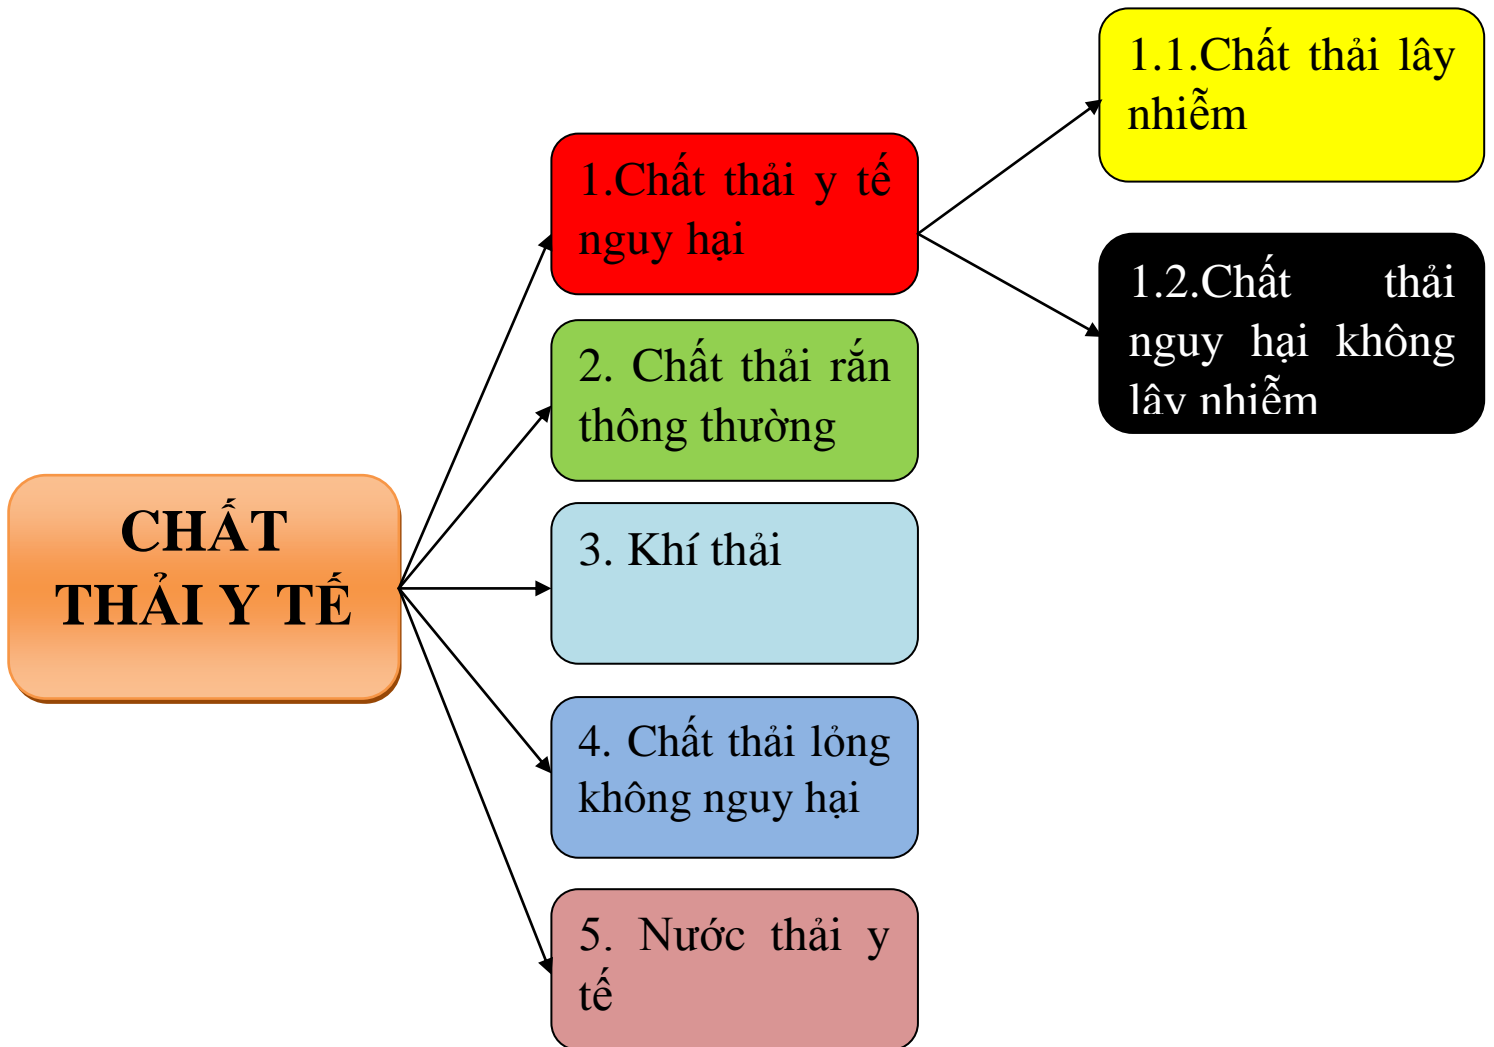 CHẤT
THẢI Y TẾ
1.Chất thải y tế
nguy hại
1.1.Chất thải lây
nhiễm
1.2.Chất thải
nguy hại không
lây nhiễm
2. Chất thải rắn
thông thường
3. Khí thải
4. Chất thải lỏng
không nguy hại
5. Nước thải y
tế